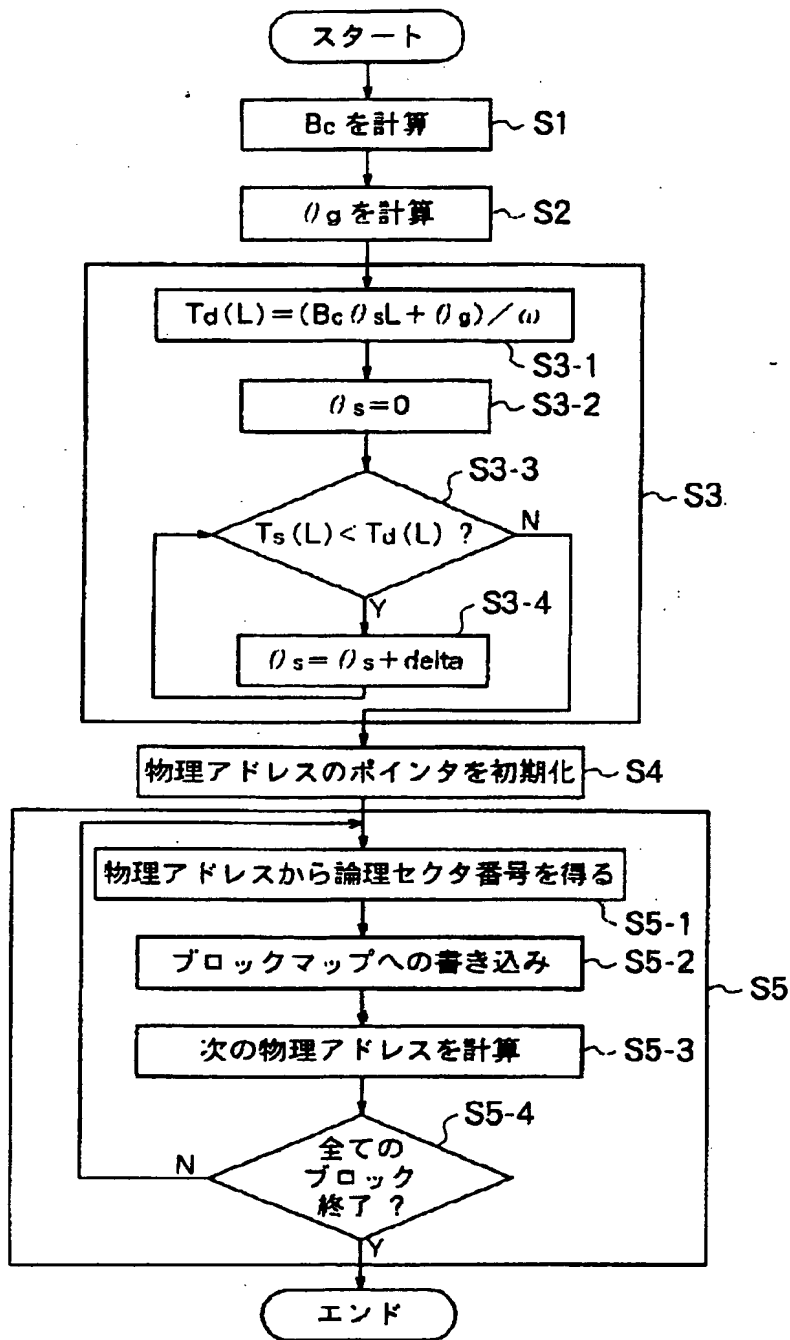 スタート
Bcを計算 S1
θgを計算 S2
Td(L)=(BcθsL+θg)/ω
S3-1
θs=0 S3-2
S3-3
Ts(L)<Td(L) ? N
S3
Y
S3-4
θs=θs+delta
物理アドレスのポインタを初期化 S4
物理アドレスから論理セクタ番号を得る
S5-1
ブロックマップへの書き込み S5-2
S5
次の物理アドレスを計算 S5-3
S5-4
N
全ての
ブロック
終了 ?
Y
エンド